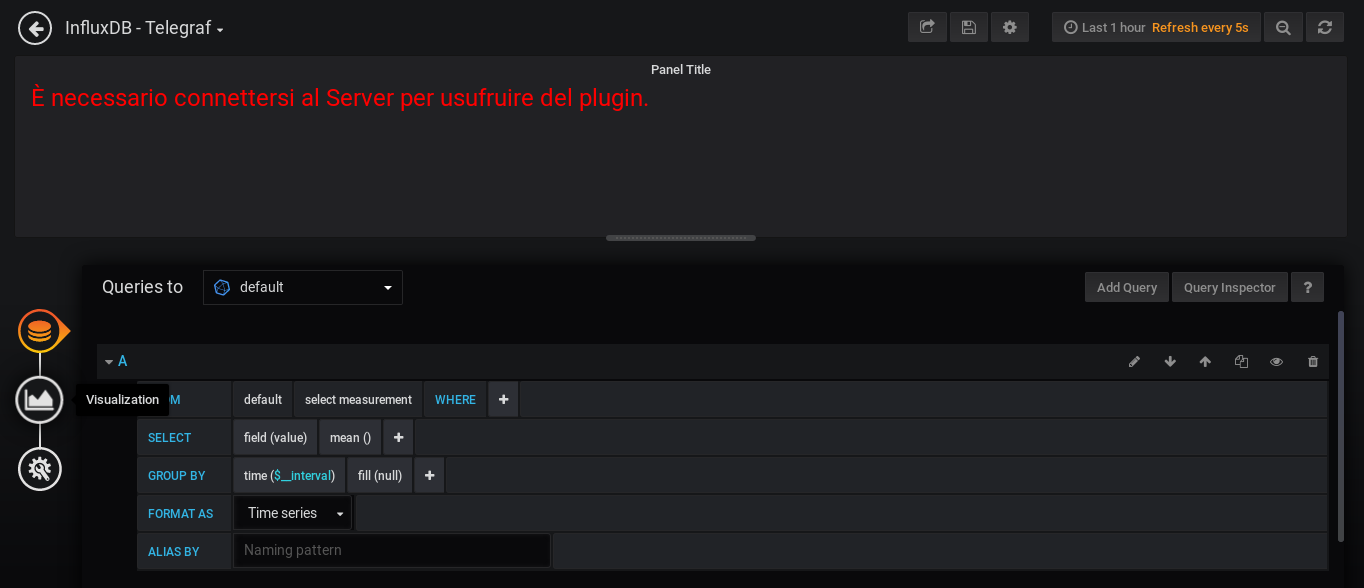 InfluxDB - Telegraf
Last 1 hour Refresh every 5s
Panel Title
È necessario connettersi al Server per usufruire del plugin.
Queries to default Add Query Query Inspector ?
A
Visualization
default select measurement WHERE +
SELECT field (value) mean () +
GROUP BY time ($__interval) fill (null) +
FORMAT AS Time series
ALIAS BY Naming pattern